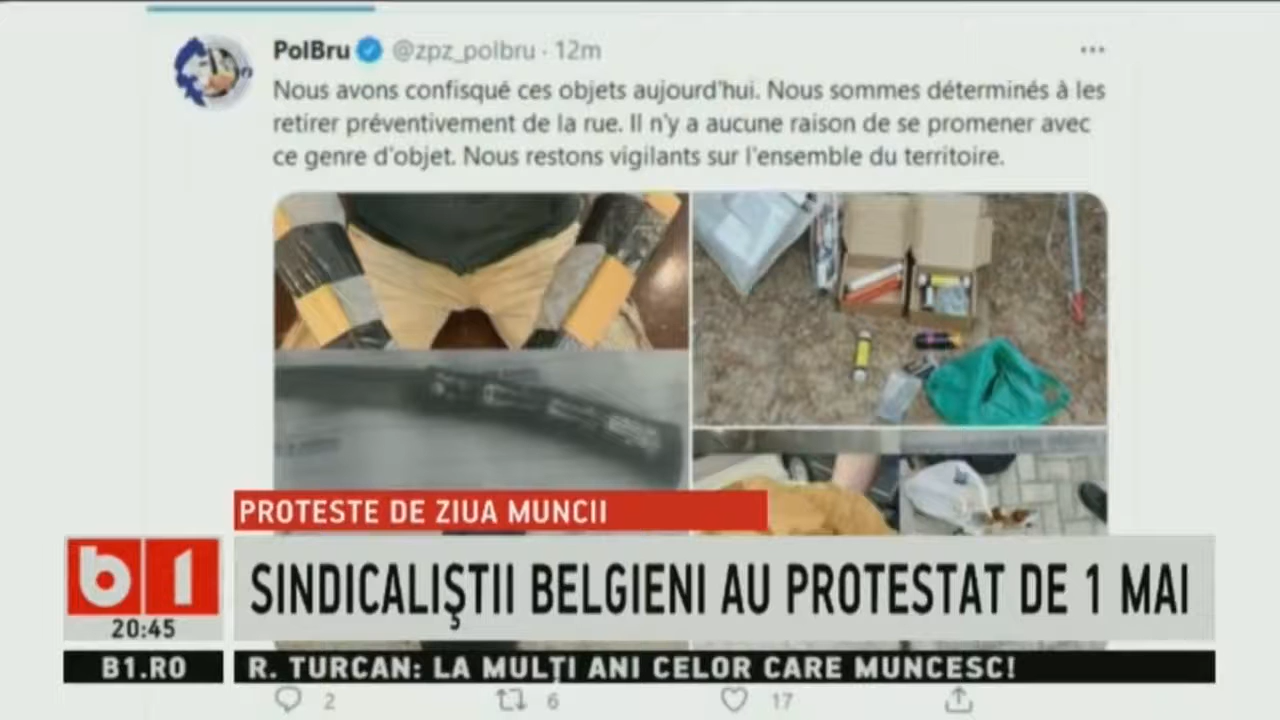 PolBru @zpz_polbru · 12m
Nous avons confisqué ces objets aujourd'hui. Nous sommes déterminés à les
retirer préventivement de la rue. Il n'y a aucune raison de se promener avec
ce genre d'objet. Nous restons vigilants sur l'ensemble du territoire.
PROTESTE DE ZIUA MUNCII
b1
SINDICALIŞTII BELGIENI AU PROTESTAT DE 1 MAI
20:45
B1.RO
R. TURCAN: LA MULŢI ANI CELOR CARE MUNCESC!
2 6 17